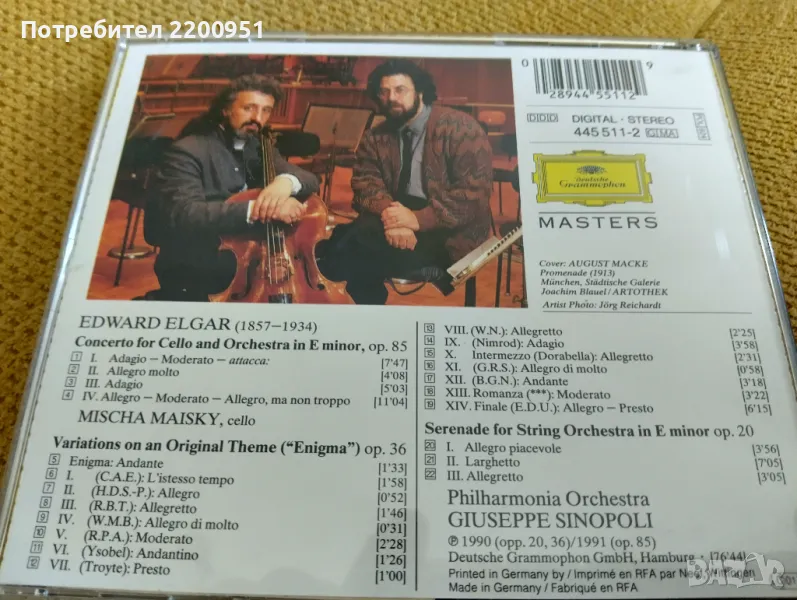 Потребител 2200951
0 28944 55112 9
DDD DIGITAL · STEREO
445 511-2 GEMA
Deutsche
Grammophon
MASTERS
Cover: AUGUST MACKE
Promenade (1913)
München, Städtische Galerie
Joachim Blauel/ARTOTHEK
Artist Photo: Jörg Reichardt
EDWARD ELGAR (1857–1934)
Concerto for Cello and Orchestra in E minor, op. 85
1 I. Adagio – Moderato – attacca: [7'47]
2 II. Allegro molto [4'08]
3 III. Adagio [5'03]
4 IV. Allegro – Moderato – Allegro, ma non troppo [11'04]
MISCHA MAISKY, cello
Variations on an Original Theme (“Enigma”) op. 36
5 Enigma: Andante [1'33]
6 I. (C.A.E.): L'istesso tempo [1'58]
7 II. (H.D.S.-P.): Allegro [0'52]
8 III. (R.B.T.): Allegretto [1'46]
9 IV. (W.M.B.): Allegro di molto [0'31]
10 V. (R.P.A.): Moderato [2'28]
11 VI. (Ysobel): Andantino [1'26]
12 VII. (Troyte): Presto [1'00]
13 VIII. (W.N.): Allegretto [2'25]
14 IX. (Nimrod): Adagio [3'58]
15 X. Intermezzo (Dorabella): Allegretto [2'31]
16 XI. (G.R.S.): Allegro di molto [0'58]
17 XII. (B.G.N.): Andante [3'18]
18 XIII. Romanza (***): Moderato [3'22]
19 XIV. Finale (E.D.U.): Allegro – Presto [6'15]
Serenade for String Orchestra in E minor op. 20
20 I. Allegro piacevole [3'56]
21 II. Larghetto [7'05]
22 III. Allegretto [3'05]
Philharmonia Orchestra
GIUSEPPE SINOPOLI
℗ 1990 (opp. 20, 36)/1991 (op. 85)
Deutsche Grammophon GmbH, Hamburg · [76'44]
Printed in Germany by / Imprimé en RFA par Neef, Wittingen
Made in Germany / Fabriqué en RFA
BAZAR